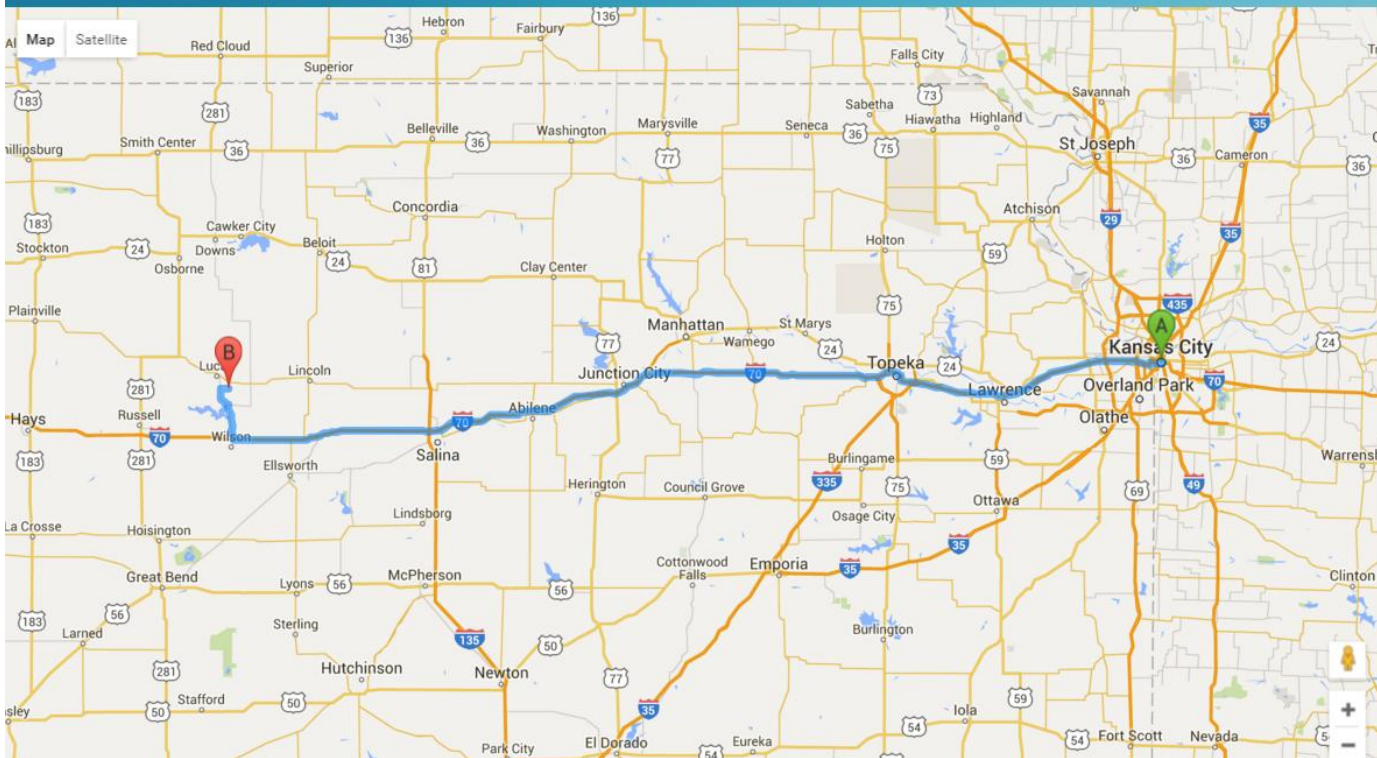 Map Satellite
Hebron
Fairbury
136
136
Red Cloud
Superior
Falls City
183
281
73
Savannah
Sabetha
Hiawatha
Highland
35
Belleville
36
Washington
Marysville
Seneca
36
75
St Joseph
Smith Center
36
77
36
Cameron
36
Concordia
Atchison
183
Cawker City
29
35
Stockton
24
Downs
Beloit
24
Osborne
81
Clay Center
Holton
59
Plainville
75
435
A
Manhattan
St Marys
Wamego
24
77
Kansas City
24
B
Lincoln
Junction City
70
Topeka
24
Overland Park
70
281
Russell
Abilene
Lawrence
Olathe
Hays
70
Wilson
70
183
281
Ellsworth
Salina
59
Burlingame
335
75
Herington
Council Grove
Ottawa
69
49
Lindsborg
Osage City
La Crosse
Hoisington
35
Great Bend
Lyons
56
McPherson
56
Cottonwood
Falls
Emporia
35
Clinton
56
183
Larned
Sterling
135
50
Burlington
281
Hutchinson
Newton
77
Stafford
50
50
50
35
59
Iola
54
54
Fort Scott
Nevada
Park City
El Dorado
54
Eureka
+
−